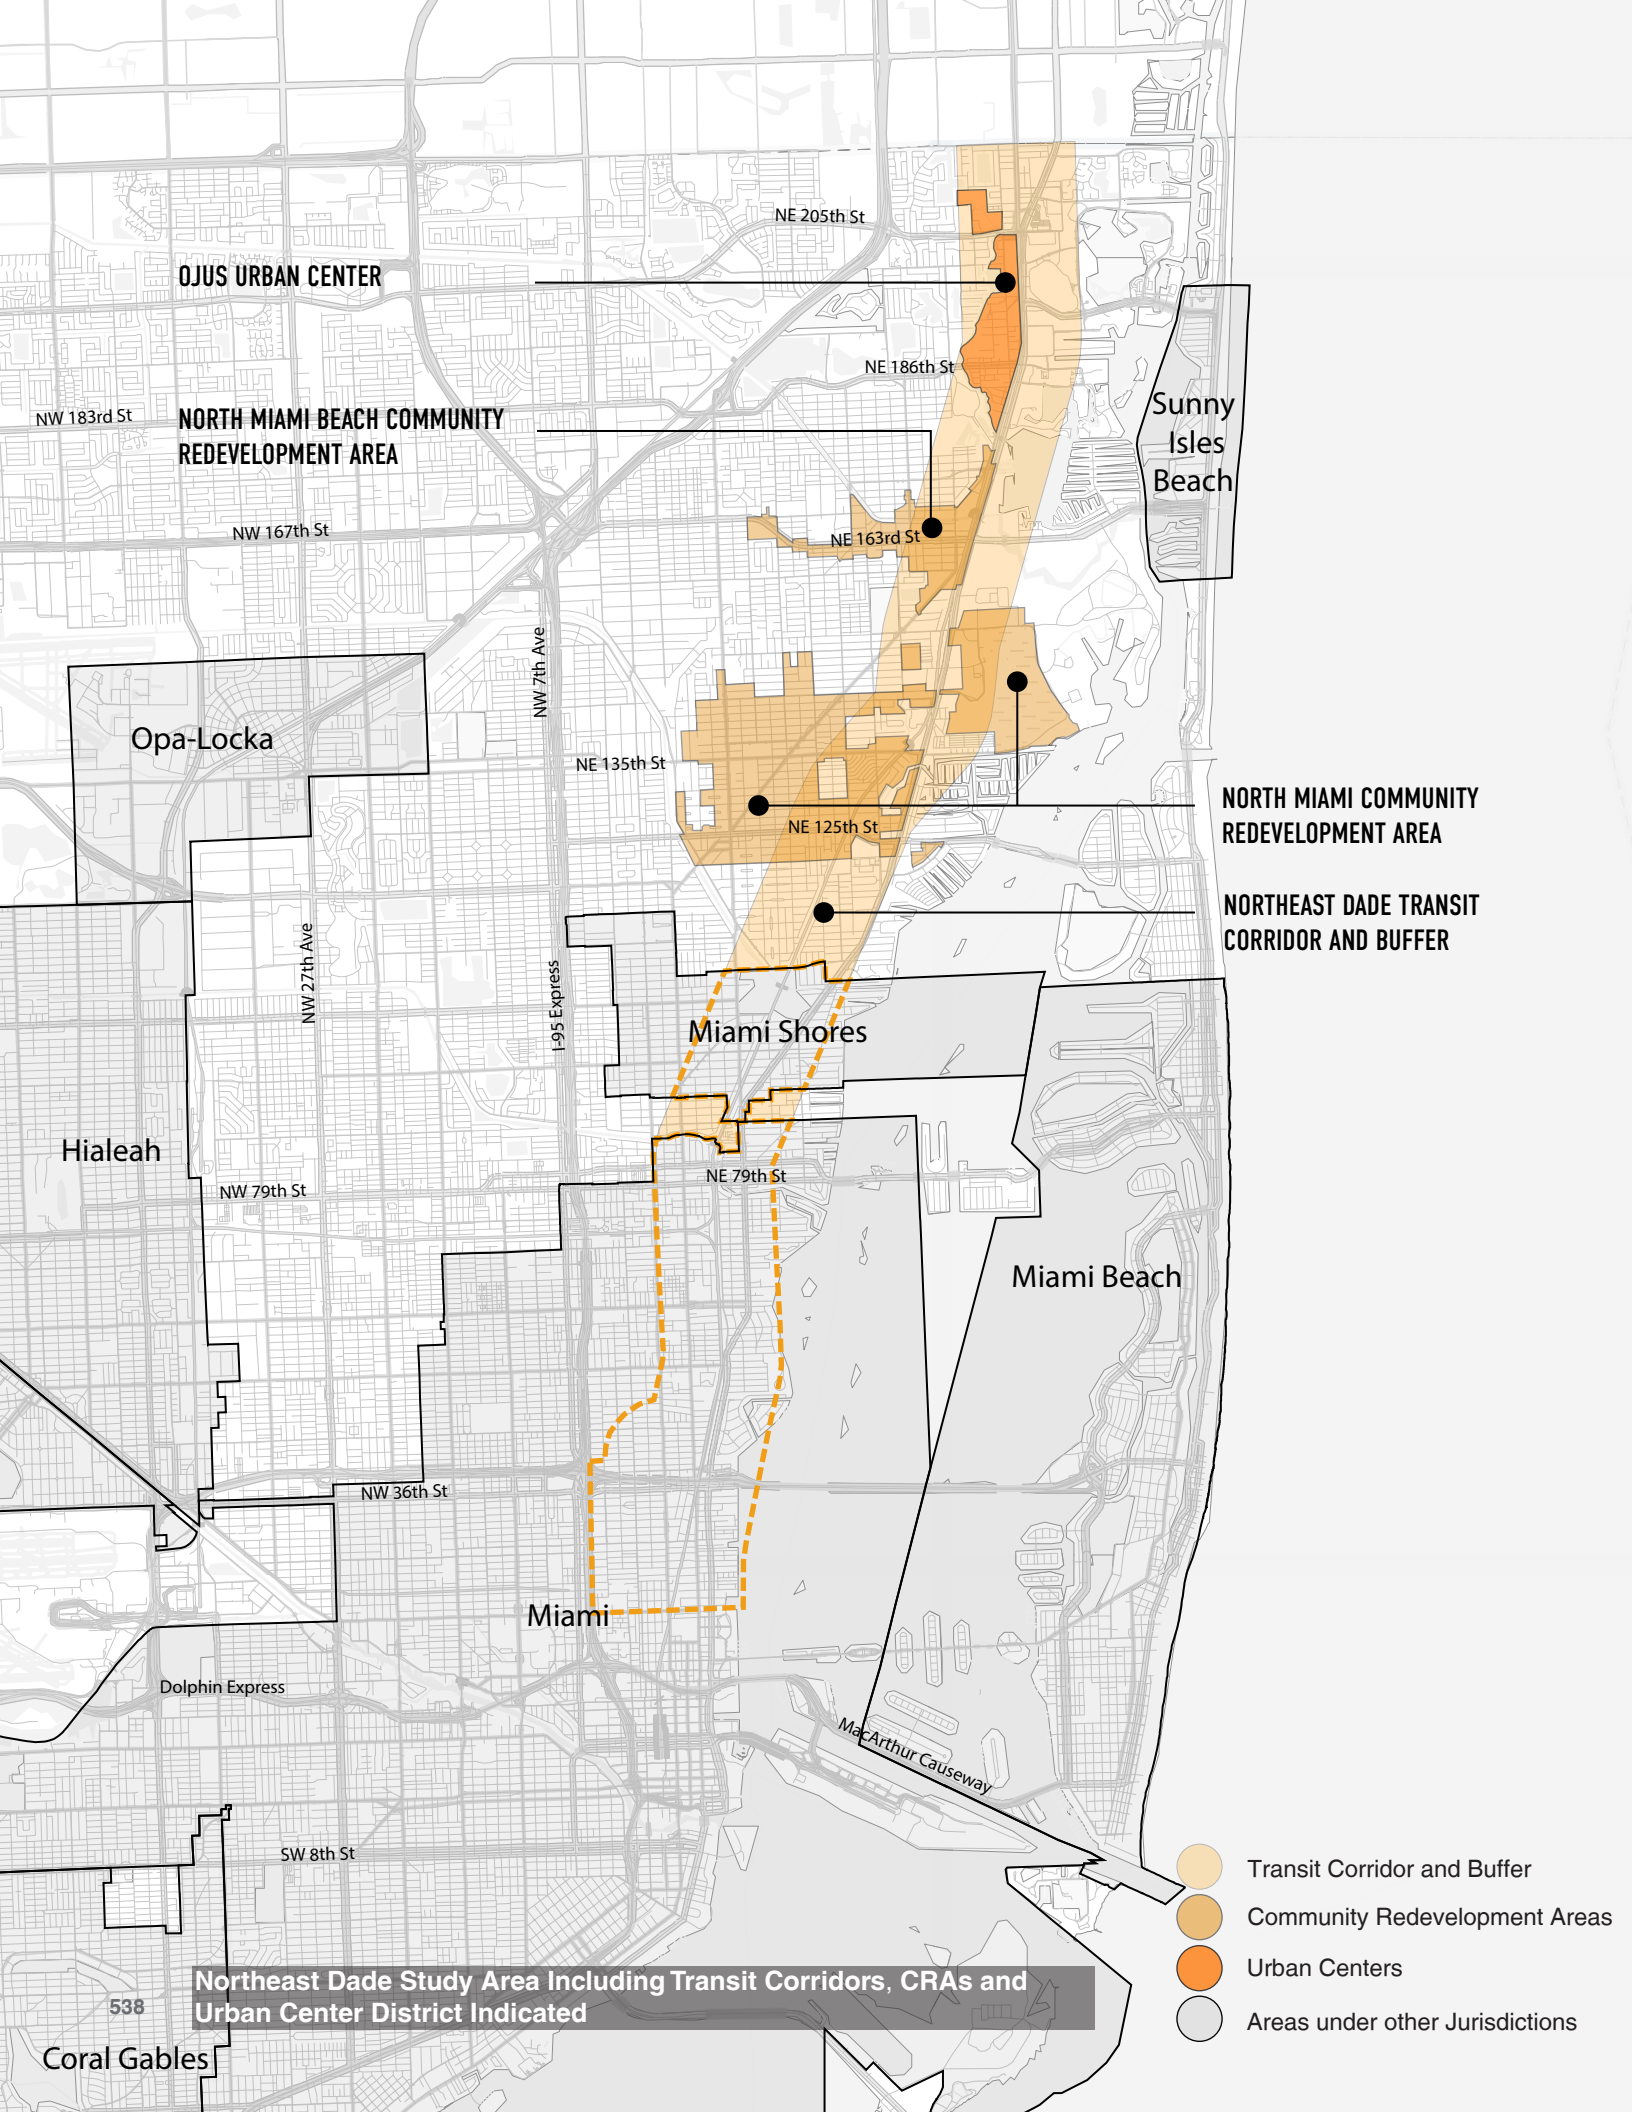 NE 205th St
OJUS URBAN CENTER
NE 186th St
Sunny
Isles
Beach
NW 183rd St
NORTH MIAMI BEACH COMMUNITY
REDEVELOPMENT AREA
NW 167th St
NE 163rd St
NW 7th Ave
Opa-Locka
NE 135th St
NORTH MIAMI COMMUNITY
REDEVELOPMENT AREA
NE 125th St
NORTHEAST DADE TRANSIT
CORRIDOR AND BUFFER
NW 27th Ave
I-95 Express
Miami Shores
Hialeah
NW 79th St
NE 79th St
Miami Beach
NW 36th St
Miami
Dolphin Express
MacArthur Causeway
SW 8th St
Transit Corridor and Buffer
Community Redevelopment Areas
Urban Centers
Areas under other Jurisdictions
Northeast Dade Study Area Including Transit Corridors, CRAs and
Urban Center District Indicated
538
Coral Gables